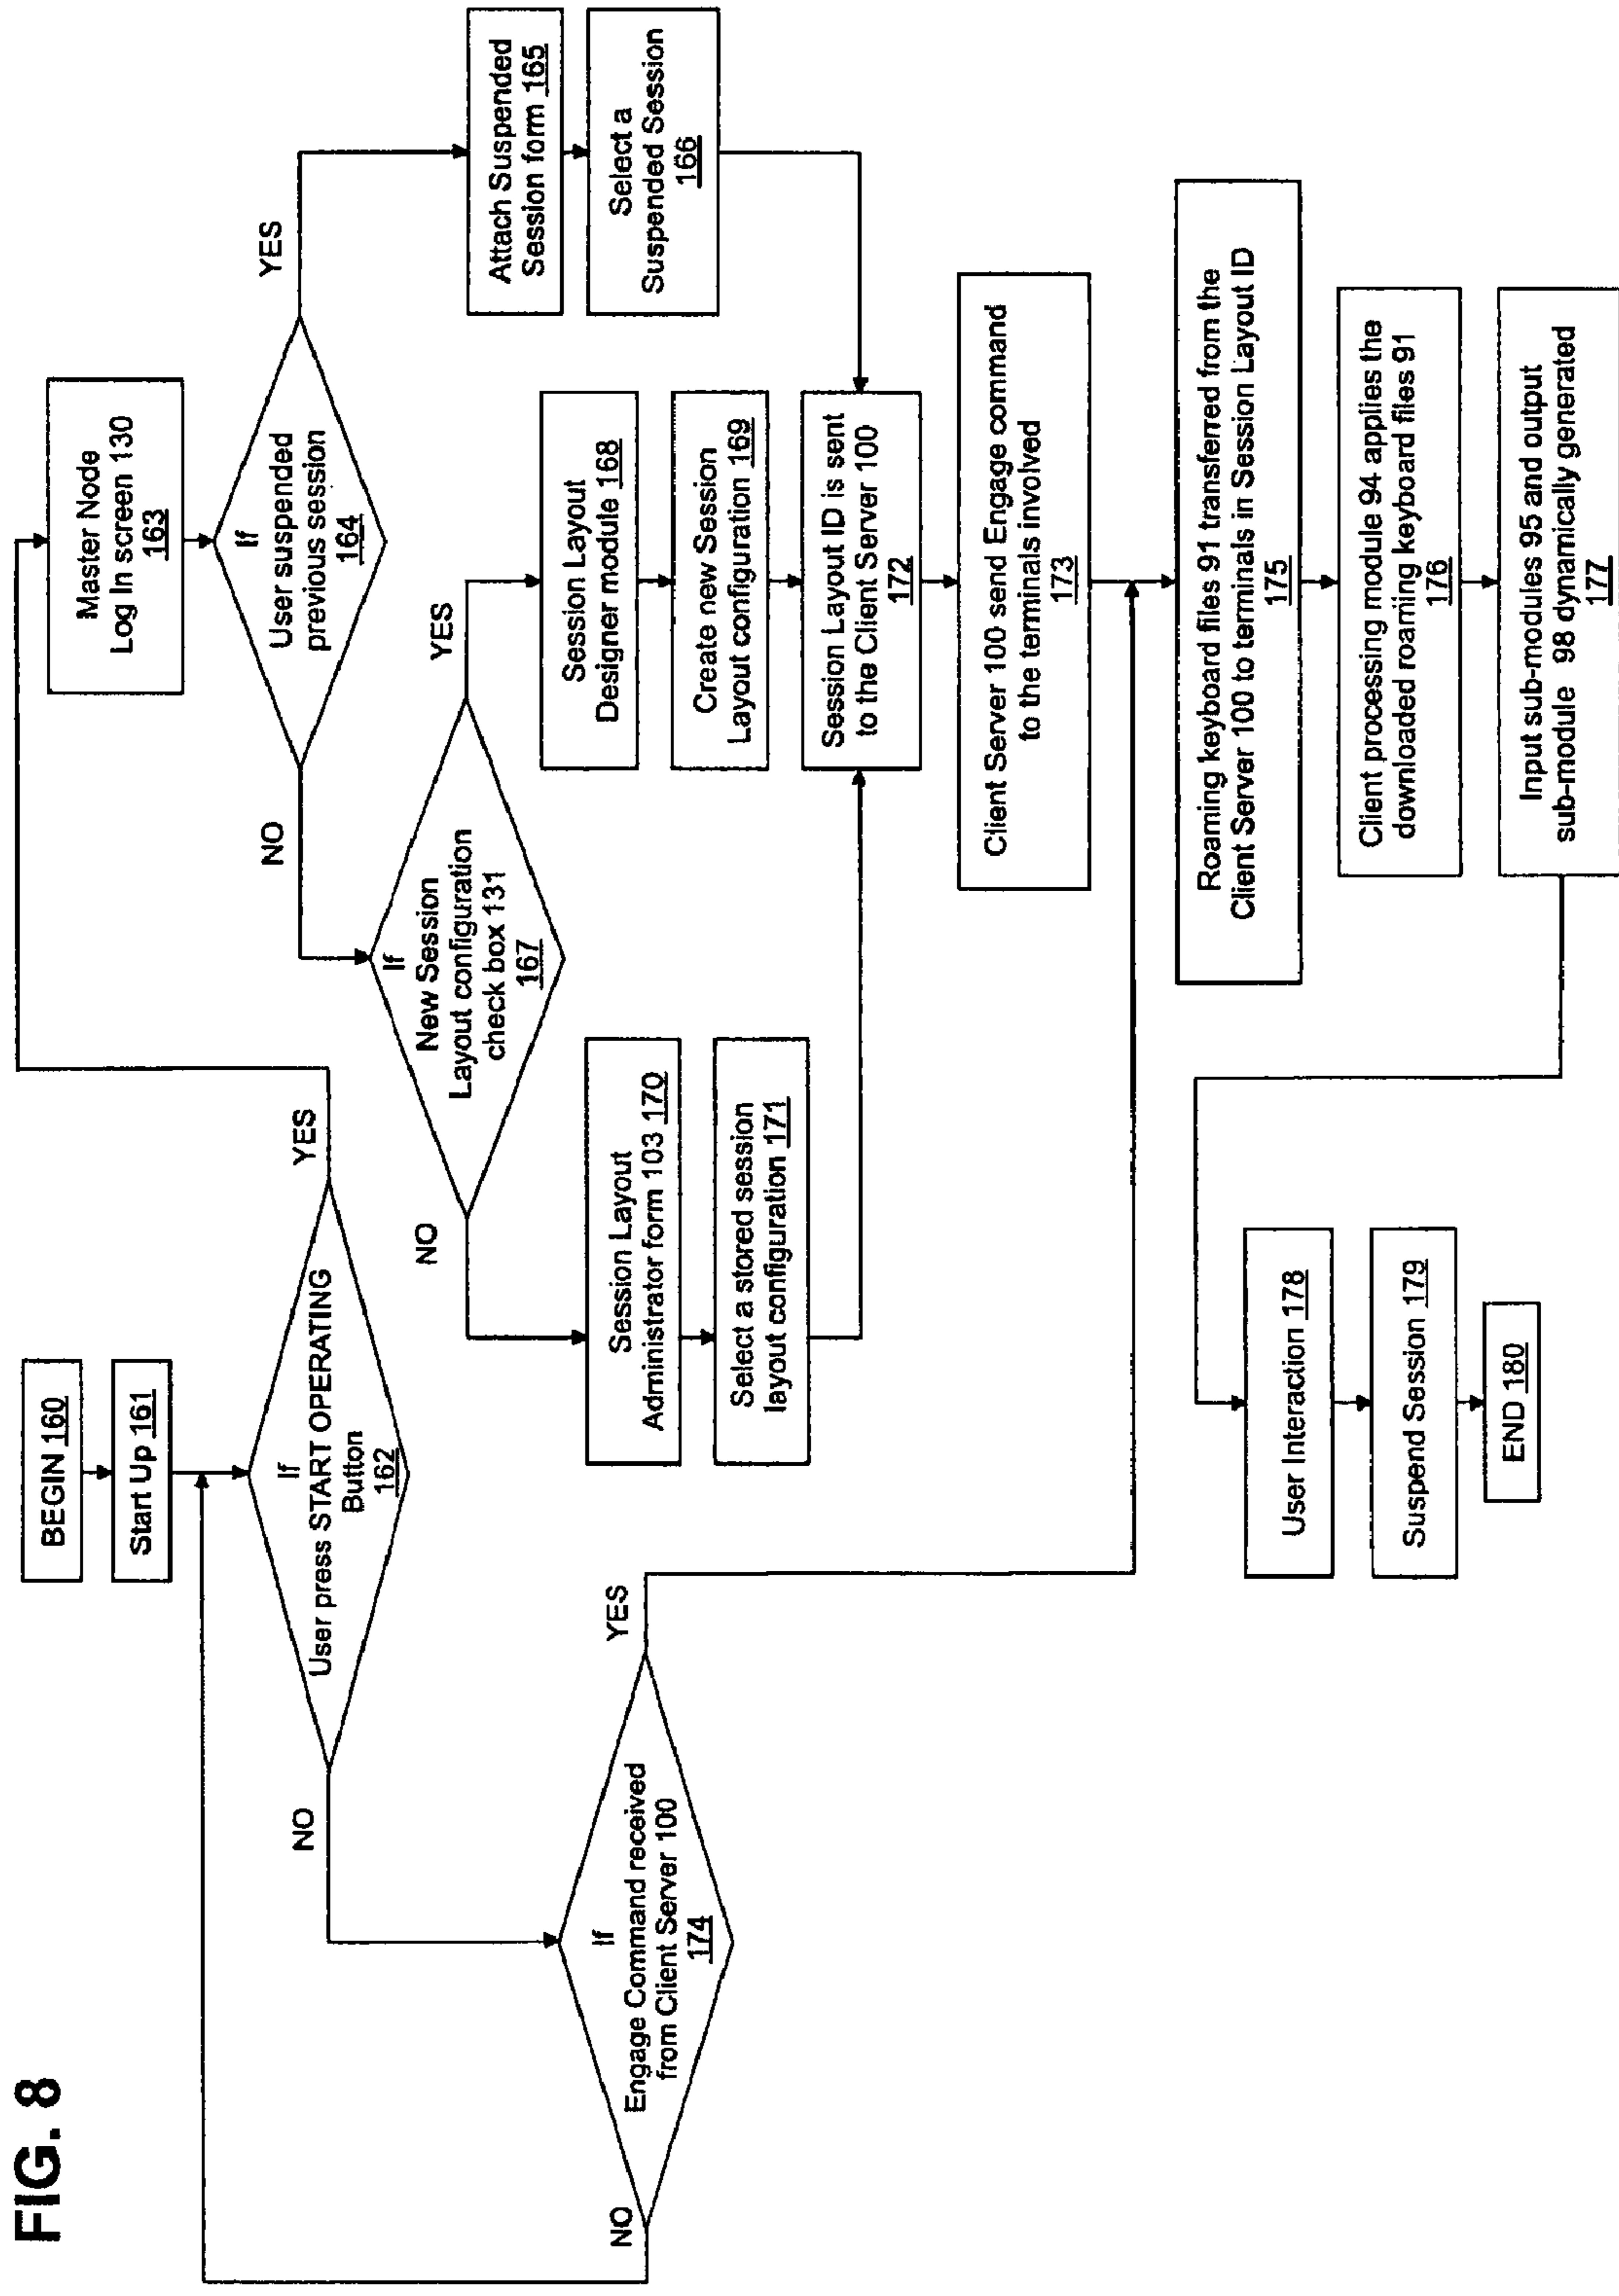 FIG. 8
BEGIN 160
Start Up 161
If
User press START OPERATING
Button
162
YES
NO
Master Node
Log In screen 130
163
If
User suspended
previous session
164
YES
NO
Attach Suspended
Session form 165
Select a
Suspended Session
166
If
New Session
Layout configuration
check box 131
167
YES
NO
Session Layout
Designer module 168
Create new Session
Layout configuration 169
Session Layout
Administrator form 103 170
Select a stored session
layout configuration 171
Session Layout ID is sent
to the Client Server 100
172
Client Server 100 send Engage command
to the terminals involved
173
If
Engage Command received
from Client Server 100
174
YES
NO
Roaming keyboard files 91 transferred from the
Client Server 100 to terminals in Session Layout ID
175
Client processing module 94 applies the
downloaded roaming keyboard files 91
176
Input sub-modules 95 and output
sub-module 98 dynamically generated
177
User Interaction 178
Suspend Session 179
END 180